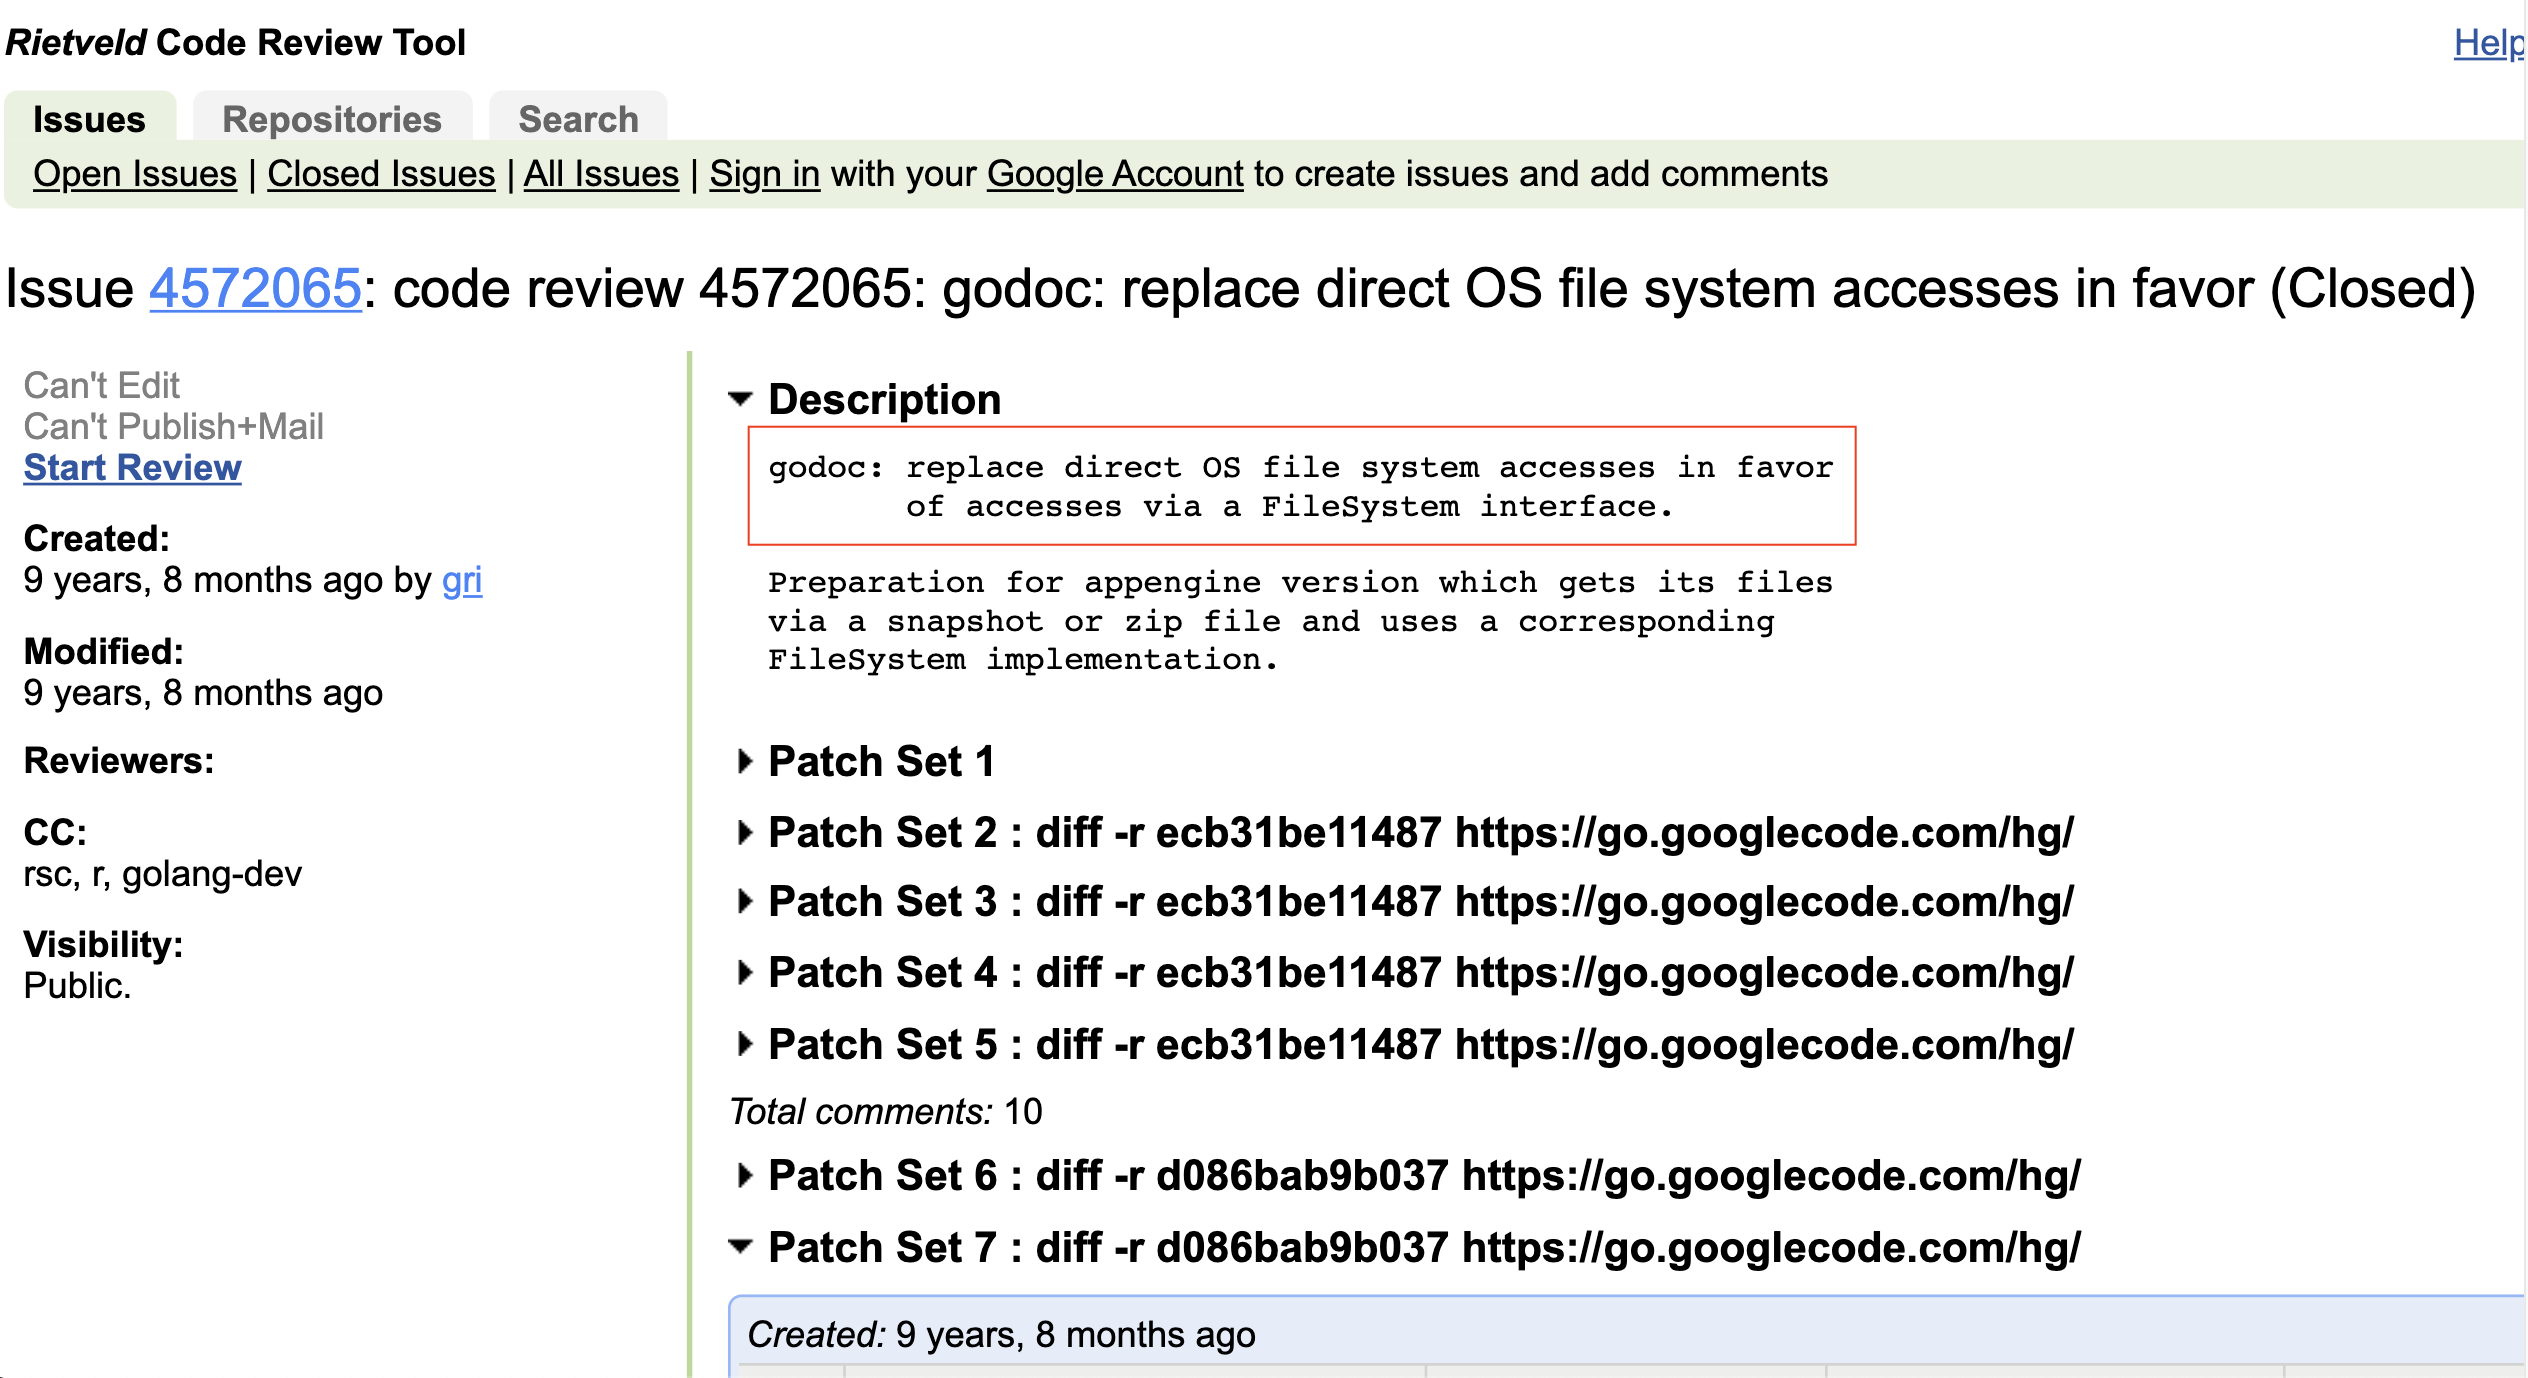 Rietveld Code Review Tool
Help
Issues Repositories Search
Open Issues | Closed Issues | All Issues | Sign in with your Google Account to create issues and add comments
Issue 4572065: code review 4572065: godoc: replace direct OS file system accesses in favor (Closed)
Can't Edit
Can't Publish+Mail
Start Review
Created:
9 years, 8 months ago by gri
Modified:
9 years, 8 months ago
Reviewers:
CC:
rsc, r, golang-dev
Visibility:
Public.
Description
godoc: replace direct OS file system accesses in favor
of accesses via a FileSystem interface.
Preparation for appengine version which gets its files
via a snapshot or zip file and uses a corresponding
FileSystem implementation.
Patch Set 1
Patch Set 2 : diff -r ecb31be11487 https://go.googlecode.com/hg/
Patch Set 3 : diff -r ecb31be11487 https://go.googlecode.com/hg/
Patch Set 4 : diff -r ecb31be11487 https://go.googlecode.com/hg/
Patch Set 5 : diff -r ecb31be11487 https://go.googlecode.com/hg/
Total comments: 10
Patch Set 6 : diff -r d086bab9b037 https://go.googlecode.com/hg/
Patch Set 7 : diff -r d086bab9b037 https://go.googlecode.com/hg/
Created: 9 years, 8 months ago